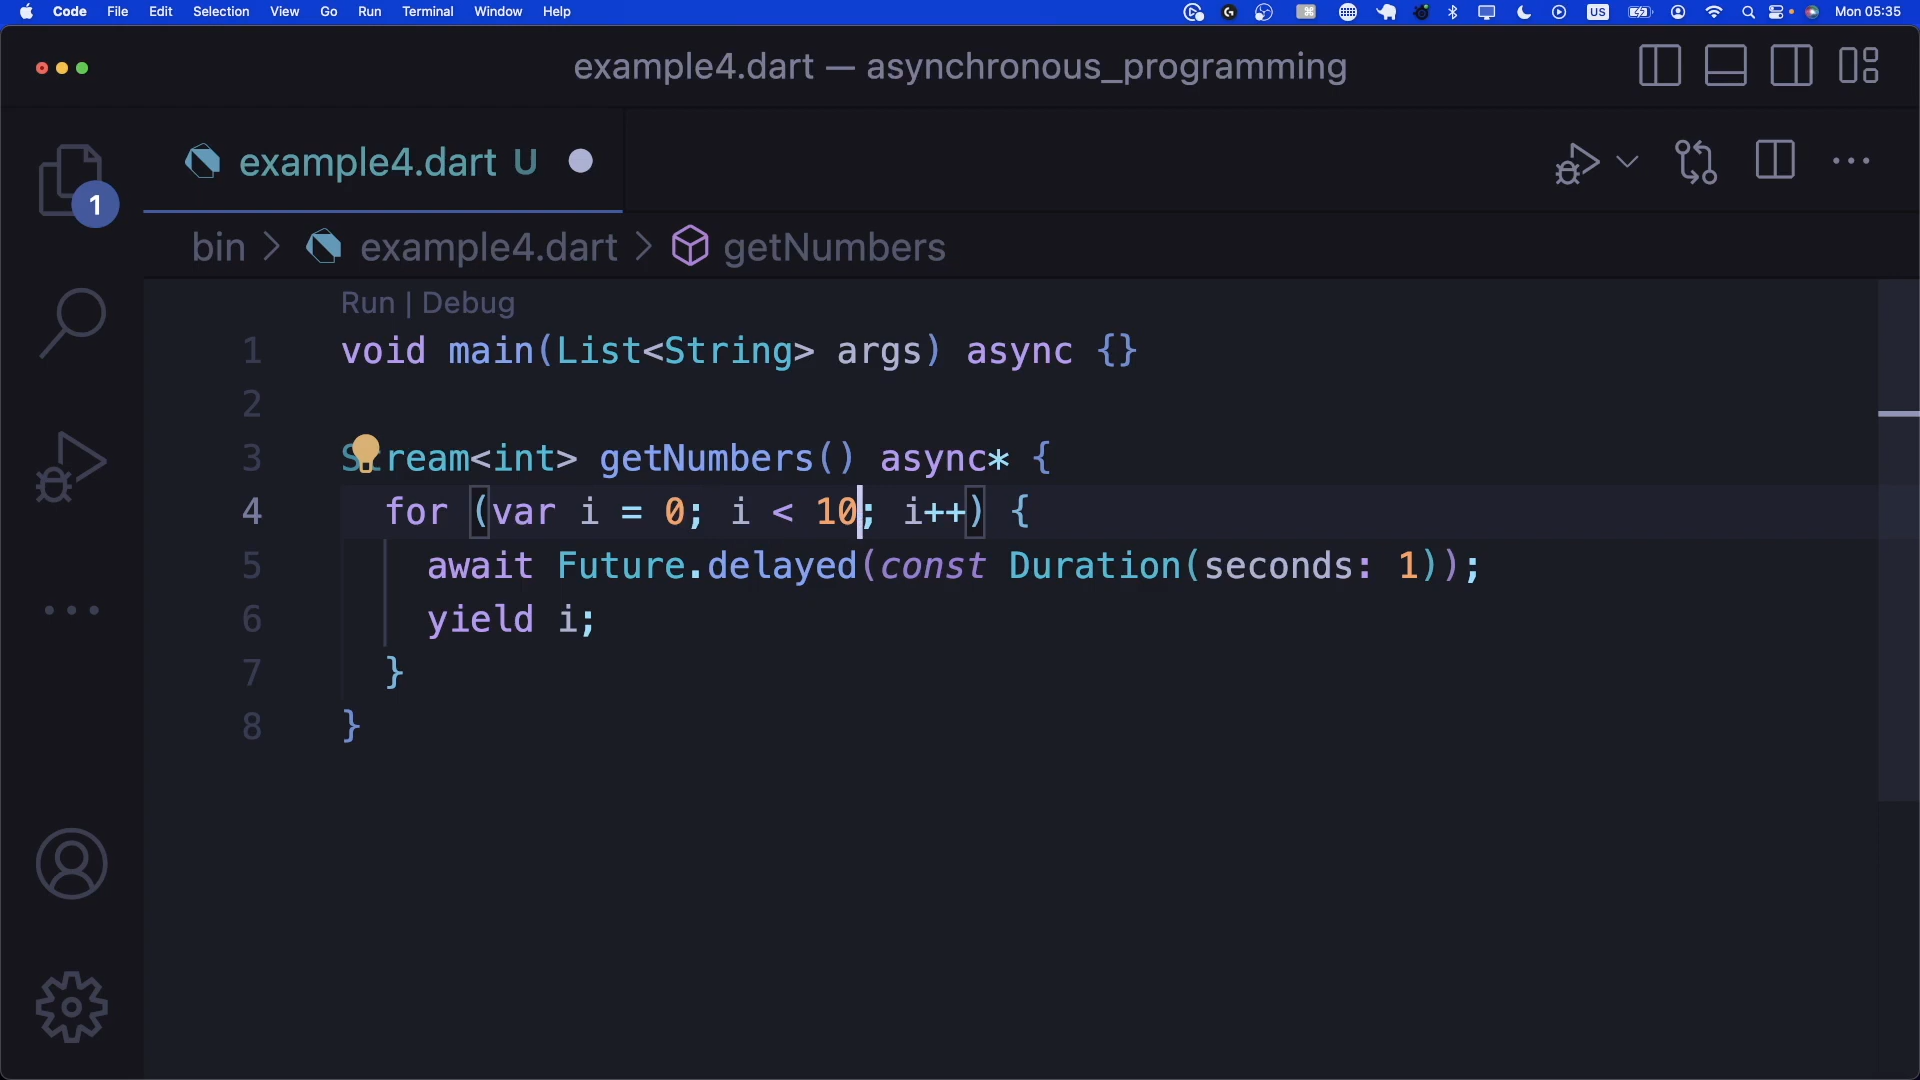 Code File Edit Selection View Go Run Terminal Window Help US Mon 05:35
example4.dart — asynchronous_programming
example4.dart U
1
bin > example4.dart > getNumbers
Run | Debug
1 void main(List<String> args) async {}
2
3 Stream<int> getNumbers() async* {
4 for (var i = 0; i < 10; i++) {
5 await Future.delayed(const Duration(seconds: 1));
6 yield i;
7 }
8 }